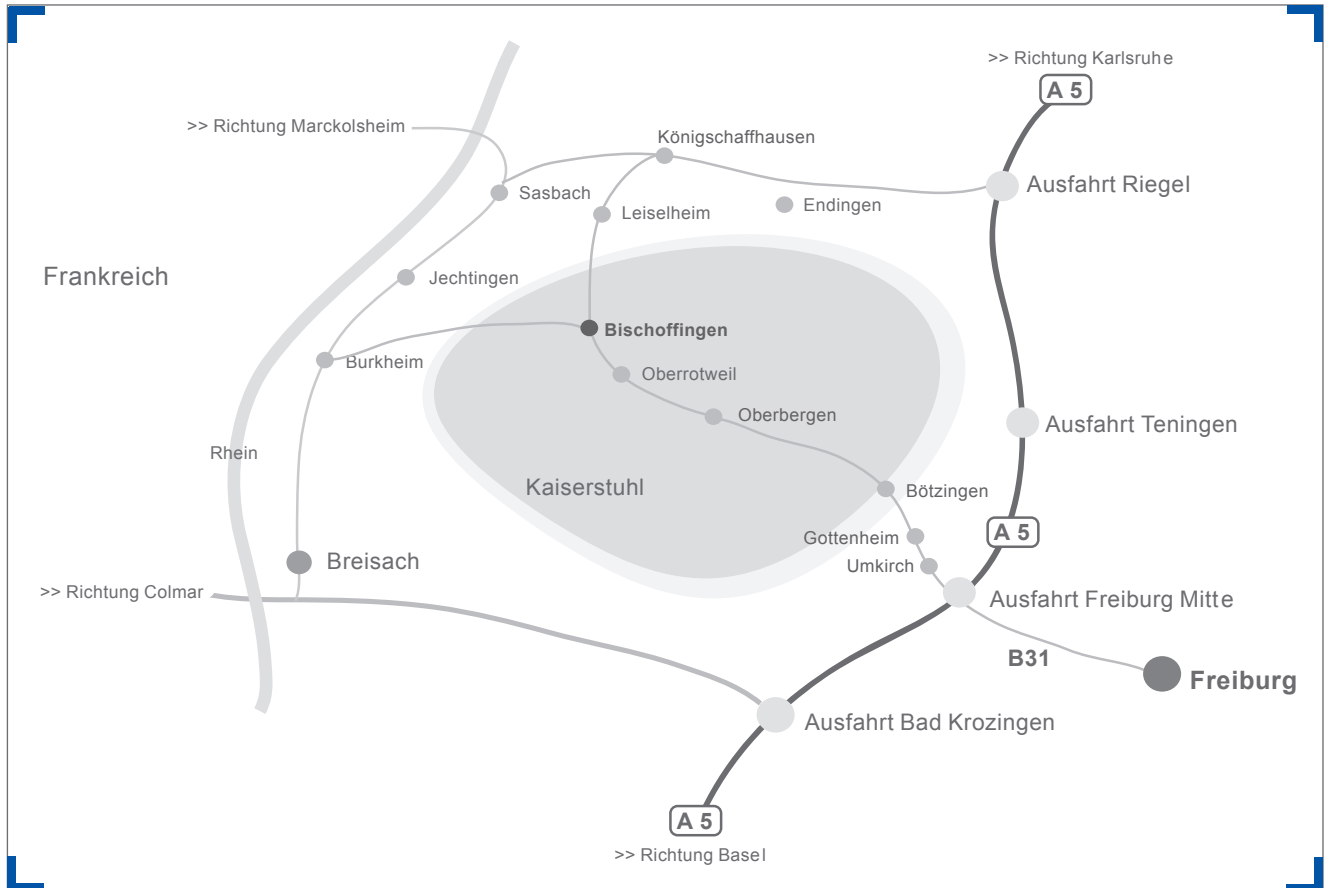 >> Richtung Karlsruhe
A 5
>> Richtung Marckolsheim
Königschaffhausen
Ausfahrt Riegel
Sasbach
Endingen
Leiselheim
Frankreich
Jechtingen
Bischoffingen
Burkheim
Oberrotweil
Oberbergen
Ausfahrt Teningen
Rhein
Kaiserstuhl
Bötzingen
A 5
Gottenheim
Breisach
Umkirch
>> Richtung Colmar
Ausfahrt Freiburg Mitte
B31
Freiburg
Ausfahrt Bad Krozingen
A 5
>> Richtung Basel